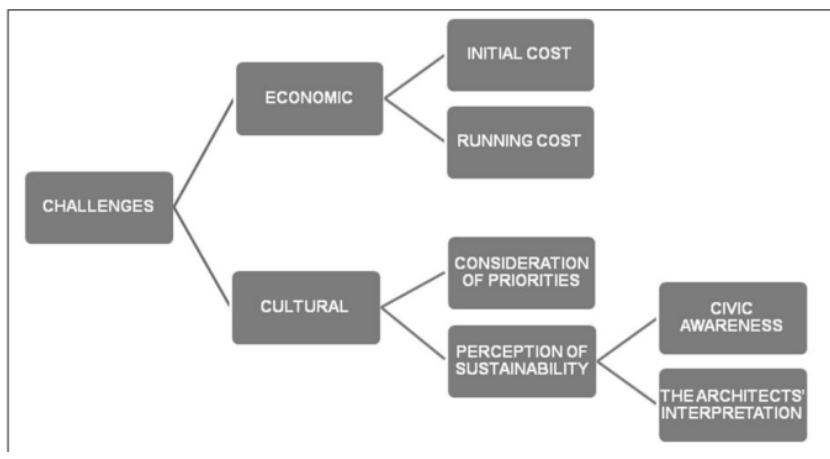 CHALLENGES
ECONOMIC
INITIAL COST
RUNNING COST
CULTURAL
CONSIDERATION
OF PRIORITIES
PERCEPTION OF
SUSTAINABILITY
CIVIC
AWARENESS
THE ARCHITECTS'
INTERPRETATION